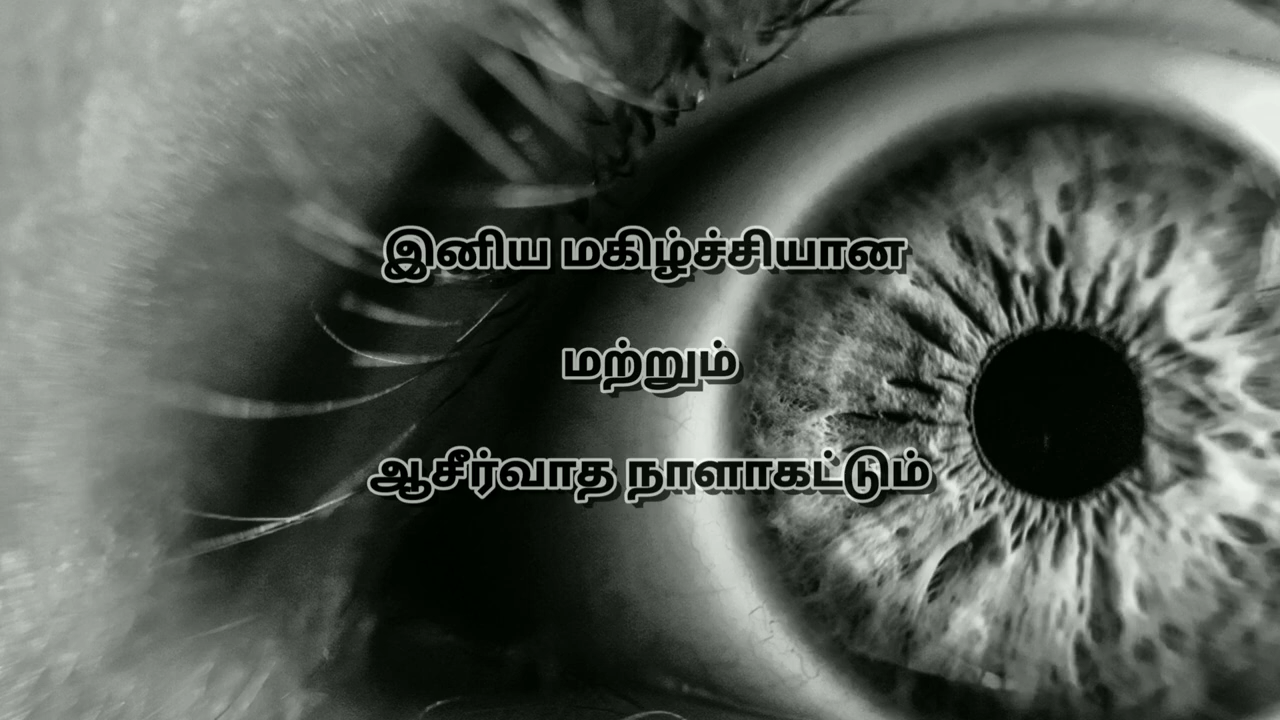 இனிய மகிழ்ச்சியான
மற்றும்
ஆசீர்வாத நாளாகட்டும்